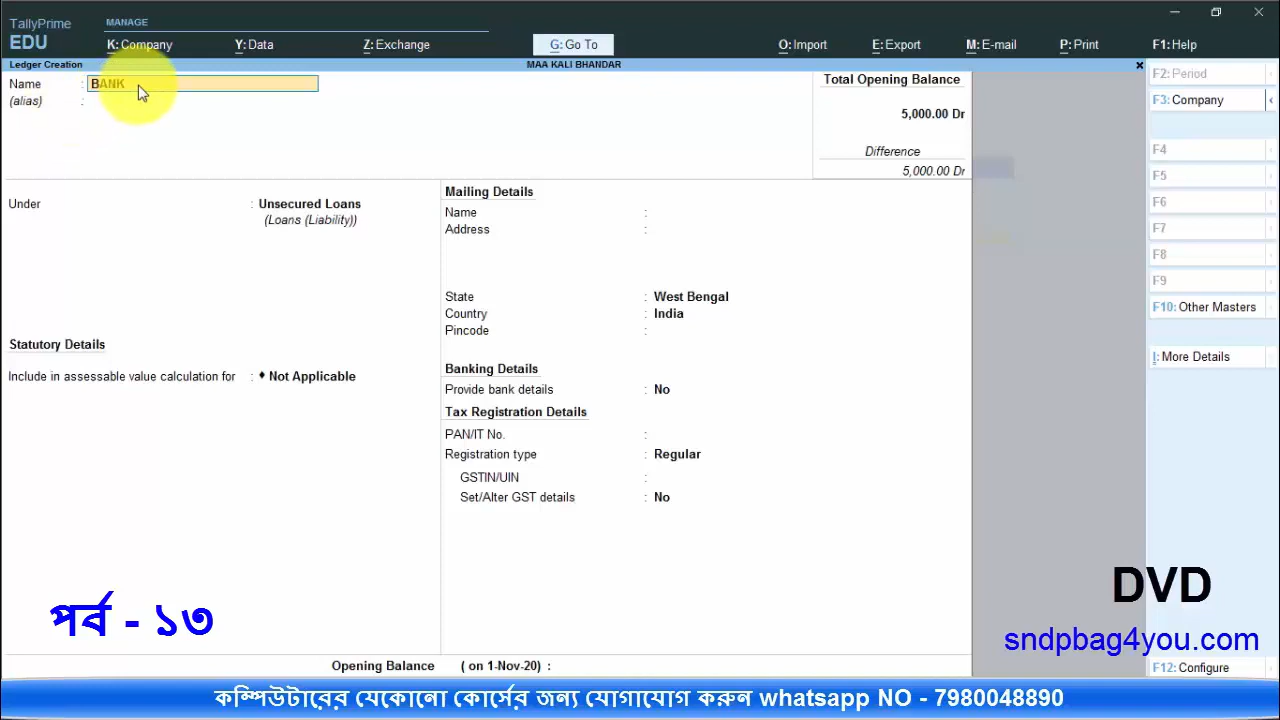 TallyPrime
EDU
MANAGE
K: Company
Y: Data
Z: Exchange
G: Go To
O: Import
E: Export
M: E-mail
P: Print
F1: Help
Ledger Creation
MAA KALI BHANDAR
Name : BANK
(alias) :
Total Opening Balance
5,000.00 Dr
Difference
5,000.00 Dr
Under : Unsecured Loans
(Loans (Liability))
Statutory Details
Include in assessable value calculation for : ♦ Not Applicable
Mailing Details
Name :
Address :
State : West Bengal
Country : India
Pincode :
Banking Details
Provide bank details : No
Tax Registration Details
PAN/IT No. :
Registration type : Regular
GSTIN/UIN :
Set/Alter GST details : No
Opening Balance ( on 1-Nov-20) :
F2: Period
F3: Company
F4
F5
F6
F7
F8
F9
F10: Other Masters
I: More Details
F12: Configure
পর্ব - ১৩
DVD
sndpbag4you.com
কম্পিউটারের যেকোনো কোর্সের জন্য যোগাযোগ করুন whatsapp NO - 7980048890